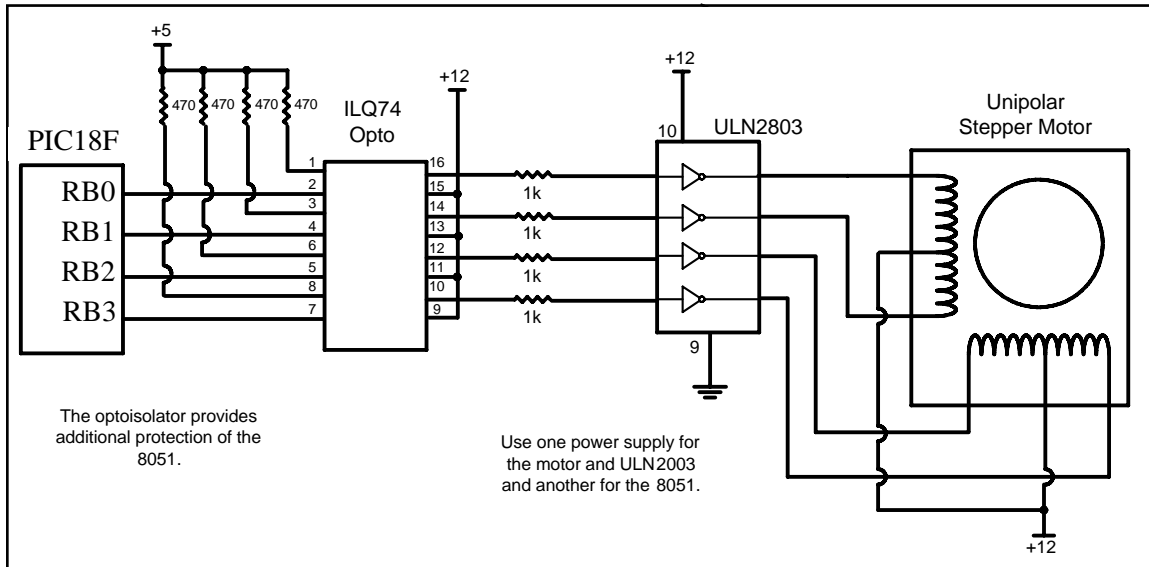 +5
470 470 470 470
+12
ILQ74
Opto
PIC18F
RB0
RB1
RB2
RB3
1
2
3
4
6
5
8
7
16
15
14
13
12
11
10
9
1k
1k
1k
1k
+12
10
ULN2803
9
Unipolar
Stepper Motor
+12
The optoisolator provides
additional protection of the
8051.
Use one power supply for
the motor and ULN2003
and another for the 8051.